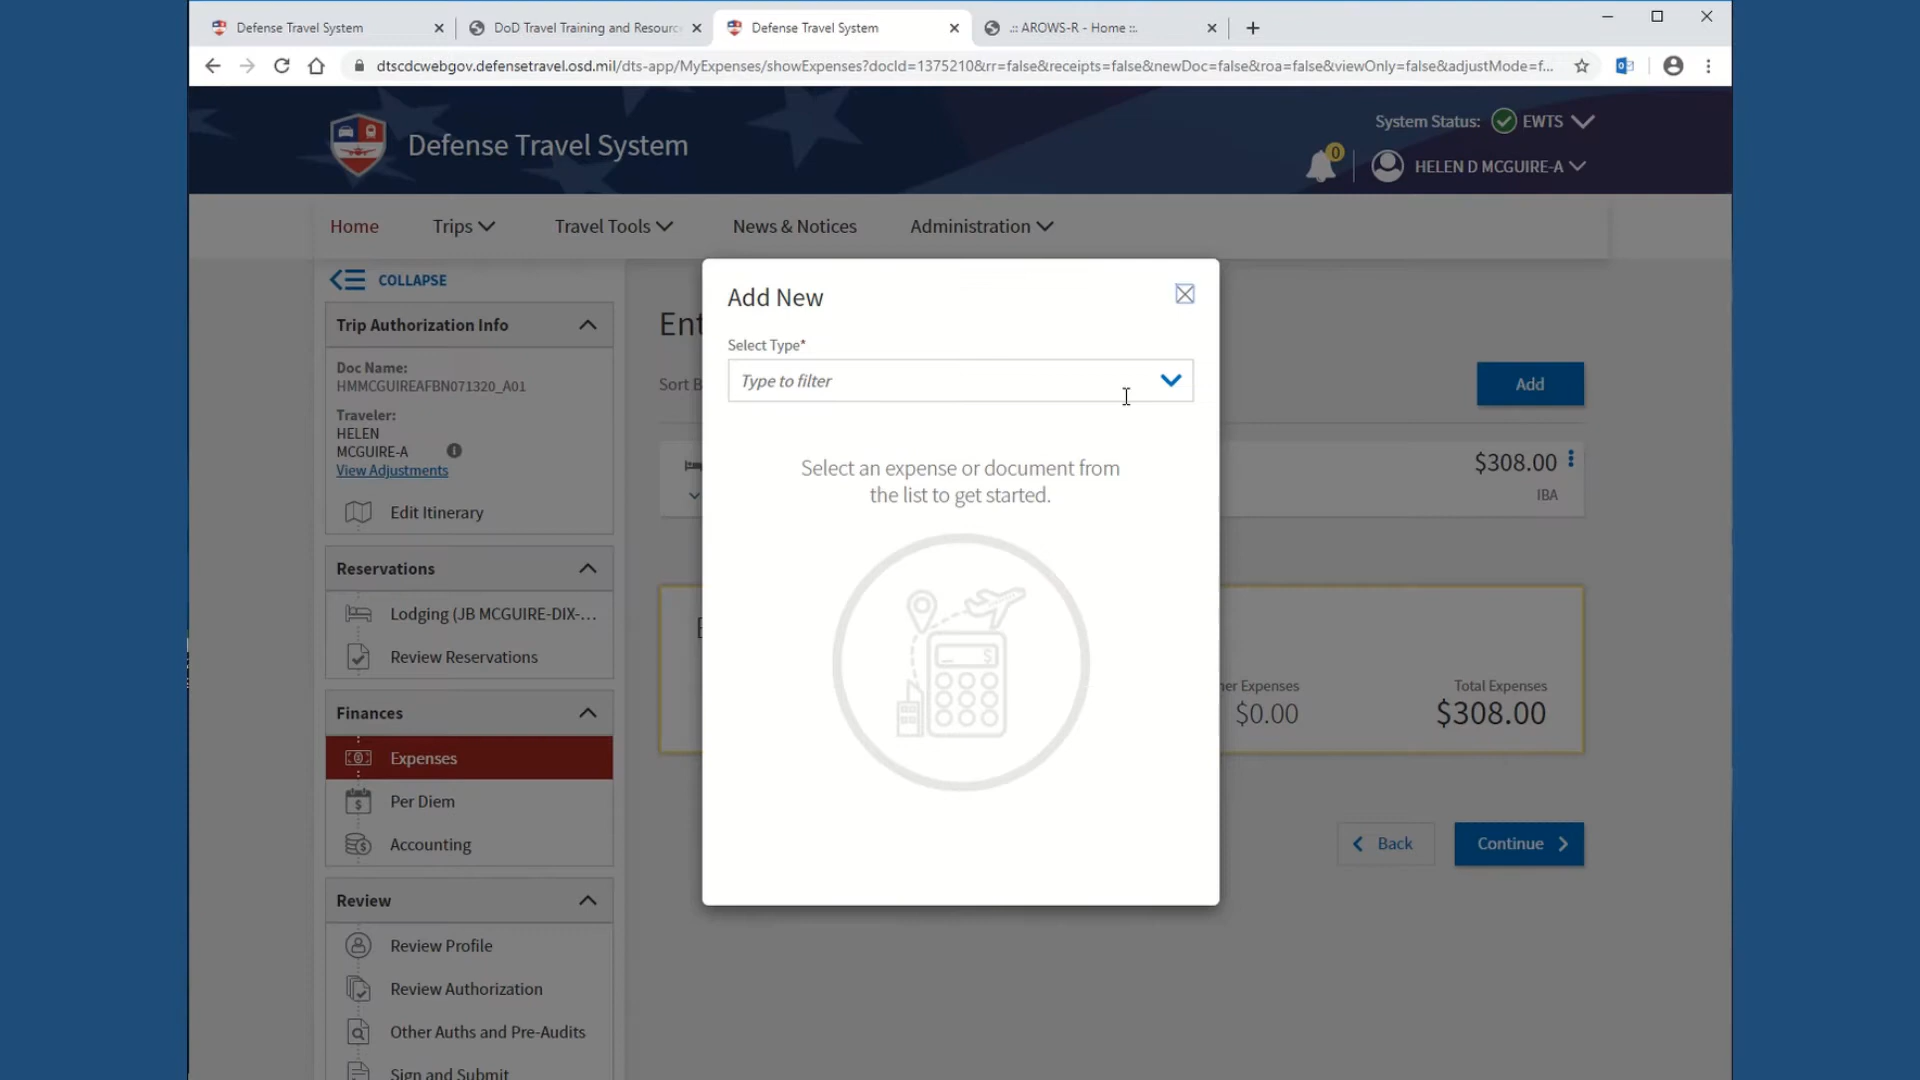 Defense Travel System
DoD Travel Training and Resourc
Defense Travel System
.:: AROWS-R - Home ::.
dtscdcwebgov.defensetravel.osd.mil/dts-app/MyExpenses/showExpenses?docId=1375210&rr=false&receipts=false&newDoc=false&roa=false&viewOnly=false&adjustMode=f...
Defense Travel System
System Status: EWTS
0
HELEN D MCGUIRE-A
Home
Trips
Travel Tools
News & Notices
Administration
COLLAPSE
Trip Authorization Info
Doc Name:
HMMCGUIREAFBN071320_A01
Traveler:
HELEN
MCGUIRE-A
View Adjustments
Edit Itinerary
Reservations
Lodging (JB MCGUIRE-DIX-...
Review Reservations
Finances
Expenses
Per Diem
Accounting
Review
Review Profile
Review Authorization
Other Auths and Pre-Audits
Sign and Submit
Ent
Sort B
Add
$308.00
IBA
Add New
Select Type*
Type to filter
Select an expense or document from
the list to get started.
er Expenses
$0.00
Total Expenses
$308.00
Back
Continue